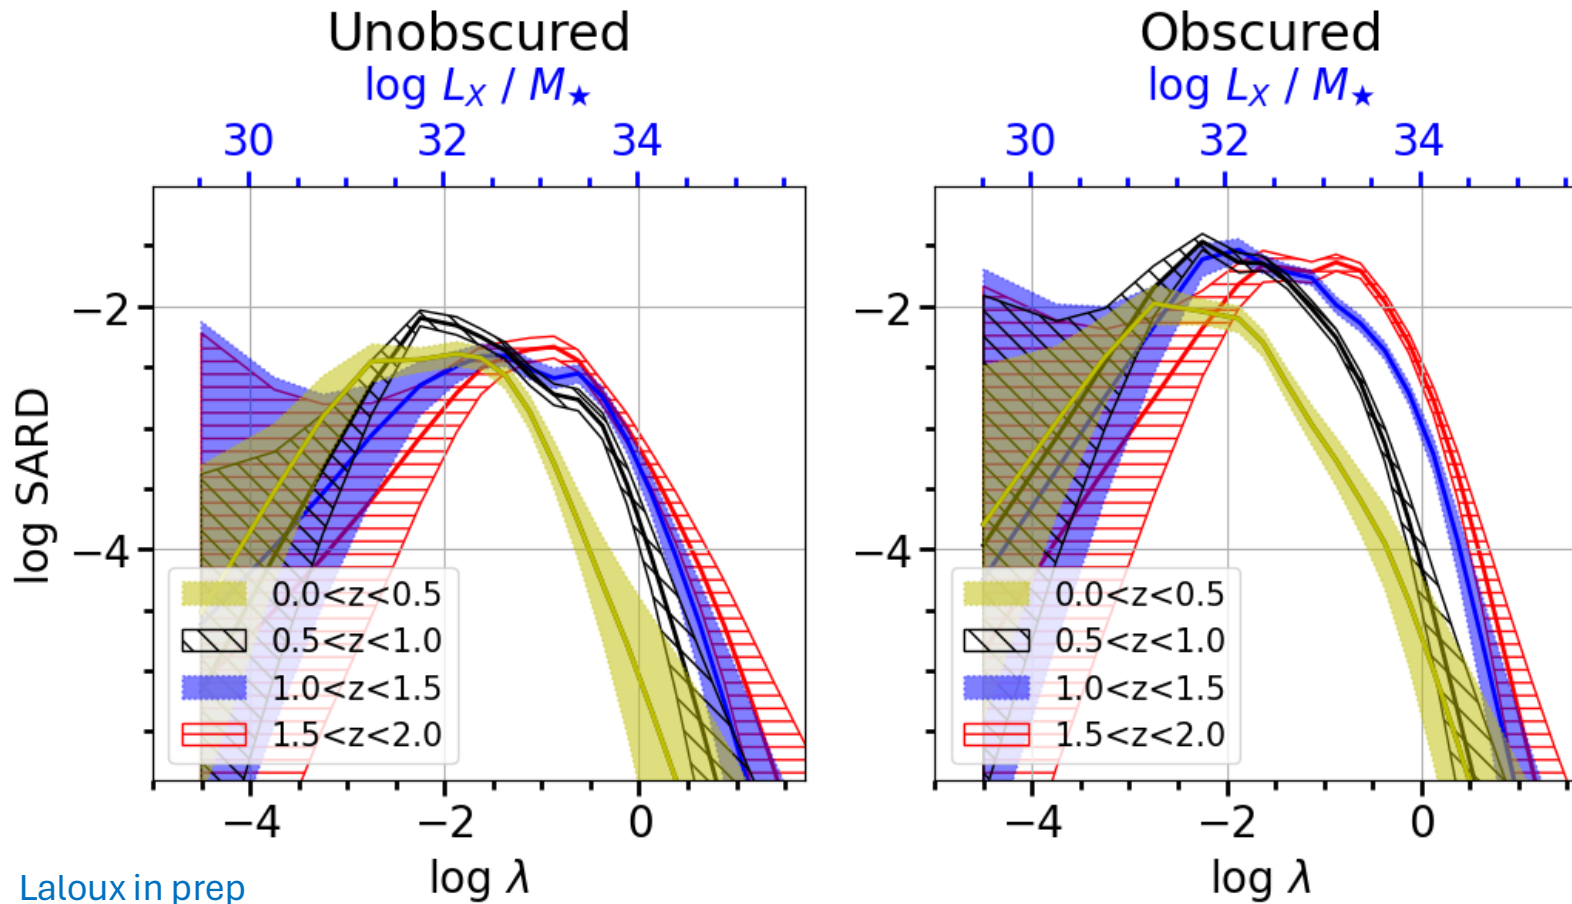 Unobscured
log L_X / M★
30 32 34
Obscured
log L_X / M★
30 32 34
log SARD
−2
−4
0.0<z<0.5
0.5<z<1.0
1.0<z<1.5
1.5<z<2.0
−4 −2 0
log λ
−2
−4
0.0<z<0.5
0.5<z<1.0
1.0<z<1.5
1.5<z<2.0
−4 −2 0
log λ
Laloux in prep